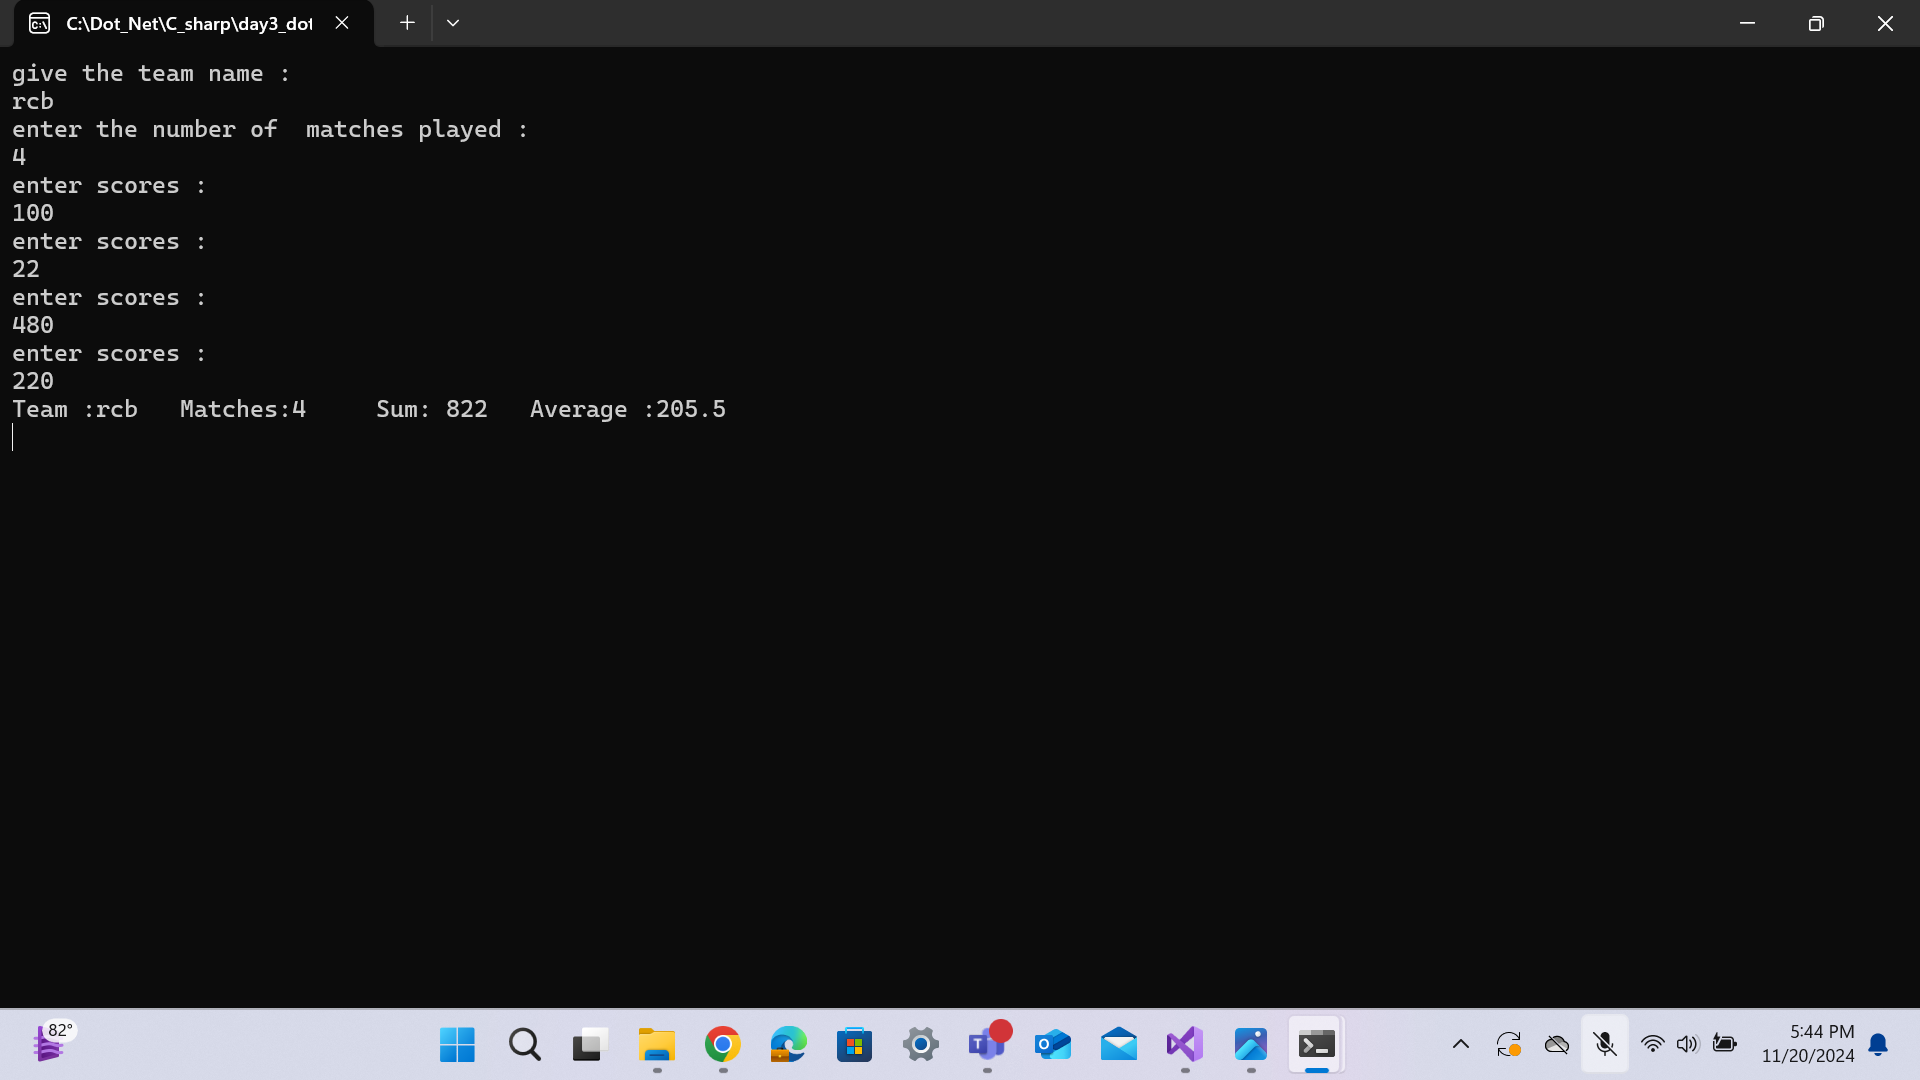 C:\Dot_Net\C_sharp\day3_dot
give the team name :
rcb
enter the number of  matches played :
4
enter scores :
100
enter scores :
22
enter scores :
480
enter scores :
220
Team :rcb   Matches:4     Sum: 822   Average :205.5
82°
5:44 PM
11/20/2024